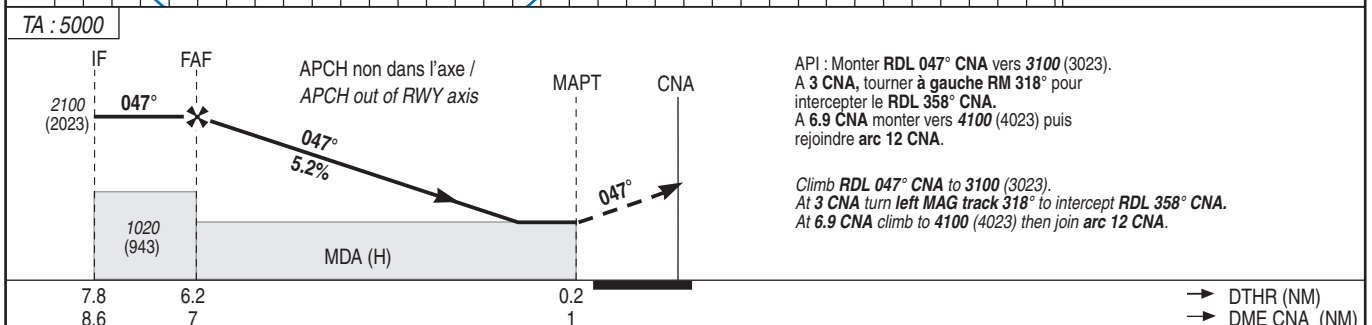 TA : 5000
IF
FAF
APCH non dans l'axe /
APCH out of RWY axis
MAPT
CNA
2100
(2023)
047°
047°
5.2%
047°
1020
(943)
MDA (H)
7.8
6.2
0.2
8.6
7
1
API : Monter RDL 047° CNA vers 3100 (3023).
A 3 CNA, tourner à gauche RM 318° pour
intercepter le RDL 358° CNA.
A 6.9 CNA monter vers 4100 (4023) puis
rejoindre arc 12 CNA.
Climb RDL 047° CNA to 3100 (3023).
At 3 CNA turn left MAG track 318° to intercept RDL 358° CNA.
At 6.9 CNA climb to 4100 (4023) then join arc 12 CNA.
DTHR (NM)
DME CNA (NM)